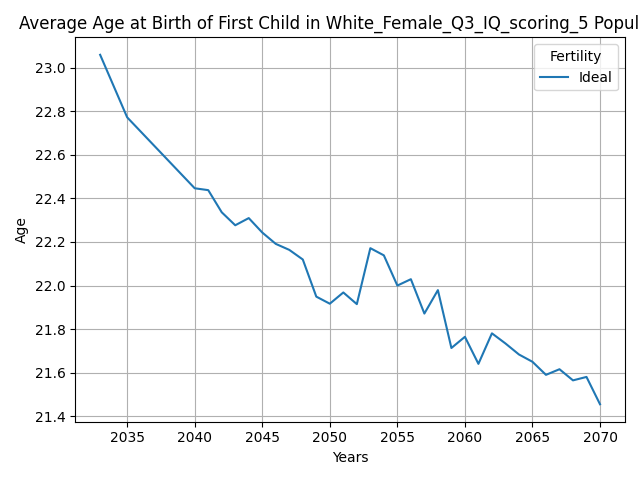 Average Age at Birth of First Child in White_Female_Q3_IQ_scoring_5 Popul
Fertility
Ideal
23.0
22.8
22.6
22.4
22.2
22.0
21.8
21.6
21.4
Age
2035 2040 2045 2050 2055 2060 2065 2070
Years